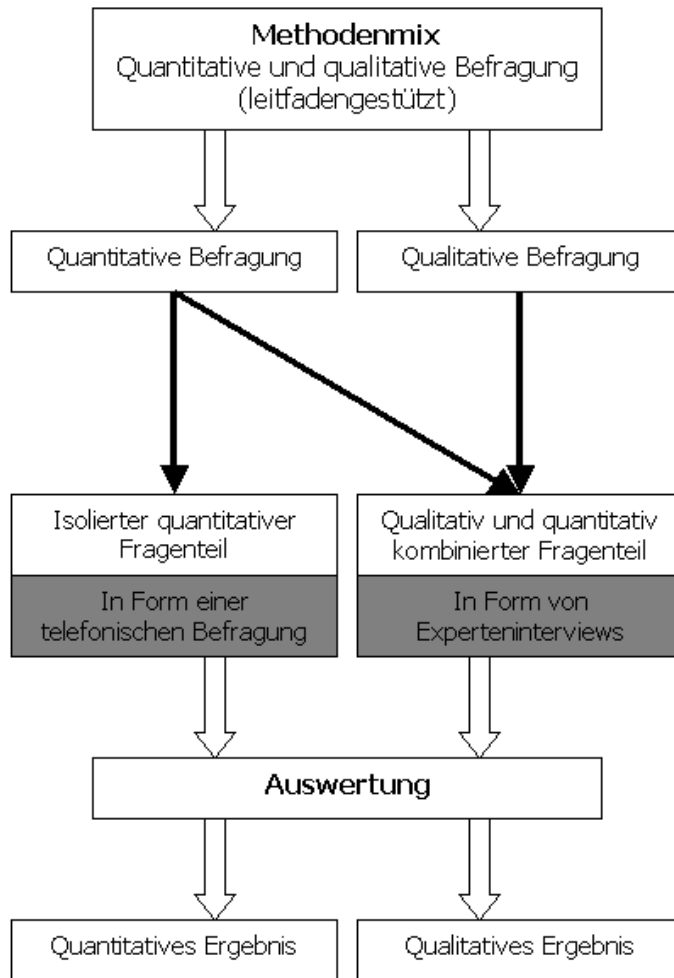 Methodenmix
Quantitative und qualitative Befragung
(leitfadengestützt)
Quantitative Befragung
Qualitative Befragung
Isolierter quantitativer
Fragenteil
Qualitativ und quantitativ
kombinierter Fragenteil
In Form einer
telefonischen Befragung
In Form von
Experteninterviews
Auswertung
Quantitatives Ergebnis
Qualitatives Ergebnis